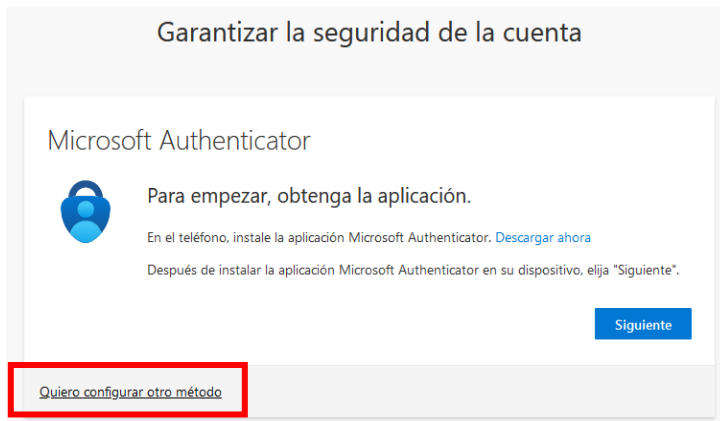 Garantizar la seguridad de la cuenta
Microsoft Authenticator
Para empezar, obtenga la aplicación.
En el teléfono, instale la aplicación Microsoft Authenticator. Descargar ahora
Después de instalar la aplicación Microsoft Authenticator en su dispositivo, elija "Siguiente".
Siguiente
Quiero configurar otro método